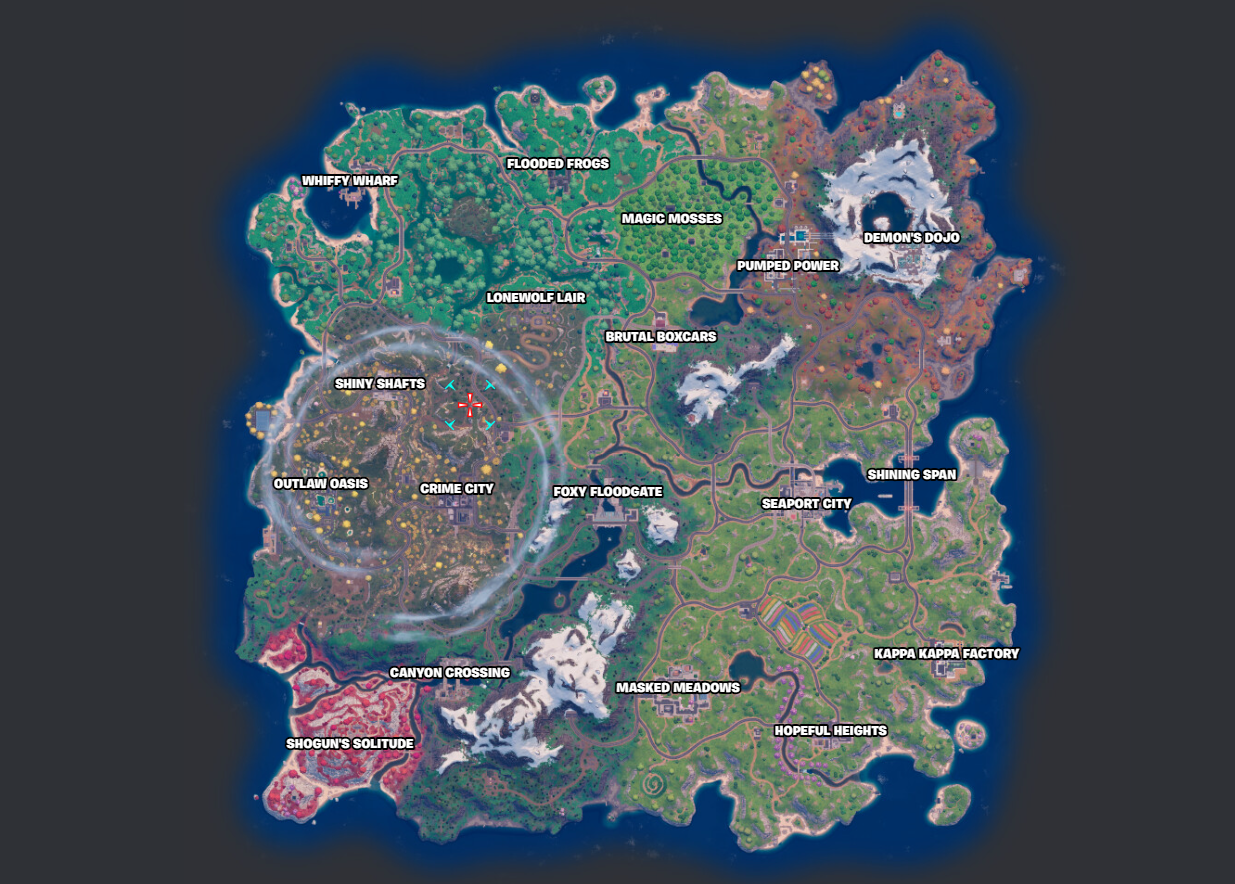 FLOODED FROGS
WHIFFY WHARF
MAGIC MOSSES
DEMON'S DOJO
PUMPED POWER
LONEWOLF LAIR
BRUTAL BOXCARS
SHINY SHAFTS
SHINING SPAN
OUTLAW OASIS
CRIME CITY
FOXY FLOODGATE
SEAPORT CITY
KAPPA KAPPA FACTORY
CANYON CROSSING
MASKED MEADOWS
HOPEFUL HEIGHTS
SHOGUN'S SOLITUDE